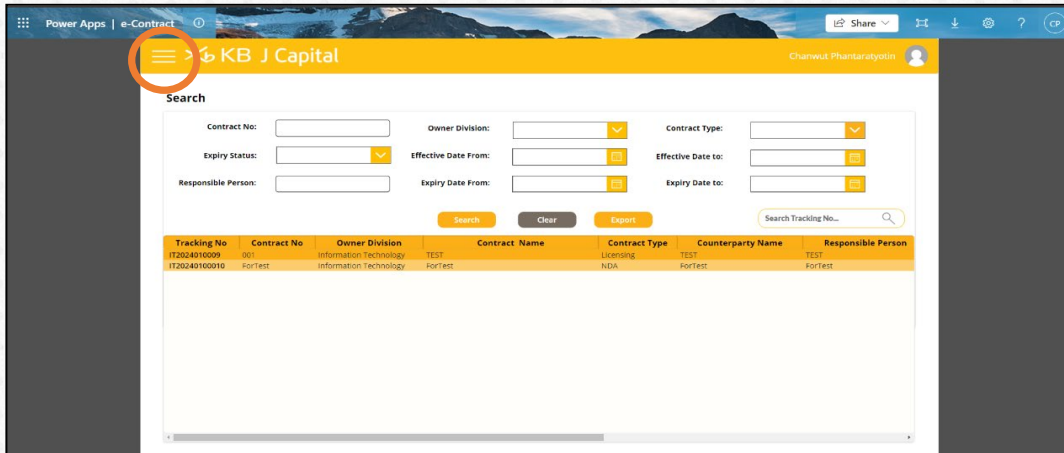 Power Apps | e-Contract
Share
?
CP
KB J Capital
Chanwut Phantaratyotin
Search
Contract No: Owner Division: Contract Type:
Expiry Status: Effective Date From: Effective Date to:
Responsible Person: Expiry Date From: Expiry Date to:
Search Clear Export Search Tracking No...
Tracking No Contract No Owner Division Contract Name Contract Type Counterparty Name Responsible Person
IT2024010009 001 Information Technology TEST Licensing TEST TEST
IT20240100010 ForTest Information Technology ForTest NDA ForTest ForTest